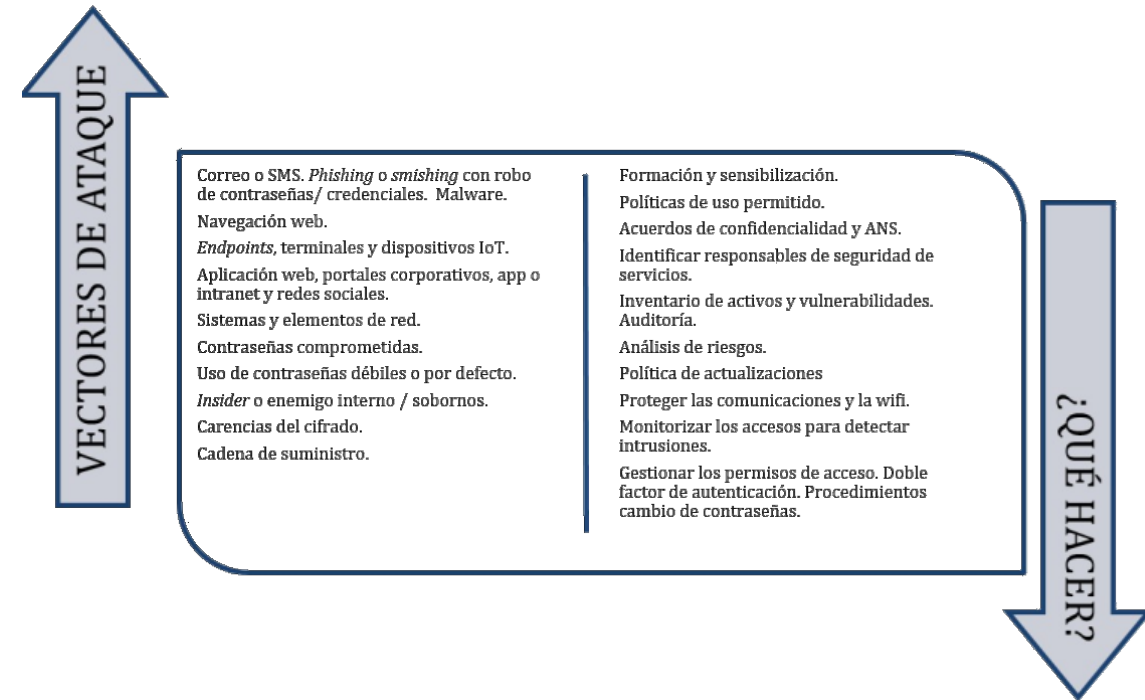 VECTORES DE ATAQUE
Correo o SMS. Phishing o smishing con robo
de contraseñas/ credenciales. Malware.
Navegación web.
Endpoints, terminales y dispositivos IoT.
Aplicación web, portales corporativos, app o
intranet y redes sociales.
Sistemas y elementos de red.
Contraseñas comprometidas.
Uso de contraseñas débiles o por defecto.
Insider o enemigo interno / sobornos.
Carencias del cifrado.
Cadena de suministro.
Formación y sensibilización.
Políticas de uso permitido.
Acuerdos de confidencialidad y ANS.
Identificar responsables de seguridad de
servicios.
Inventario de activos y vulnerabilidades.
Auditoría.
Análisis de riesgos.
Política de actualizaciones
Proteger las comunicaciones y la wifi.
Monitorizar los accesos para detectar
intrusiones.
Gestionar los permisos de acceso. Doble
factor de autenticación. Procedimientos
cambio de contraseñas.
¿QUÉ HACER?